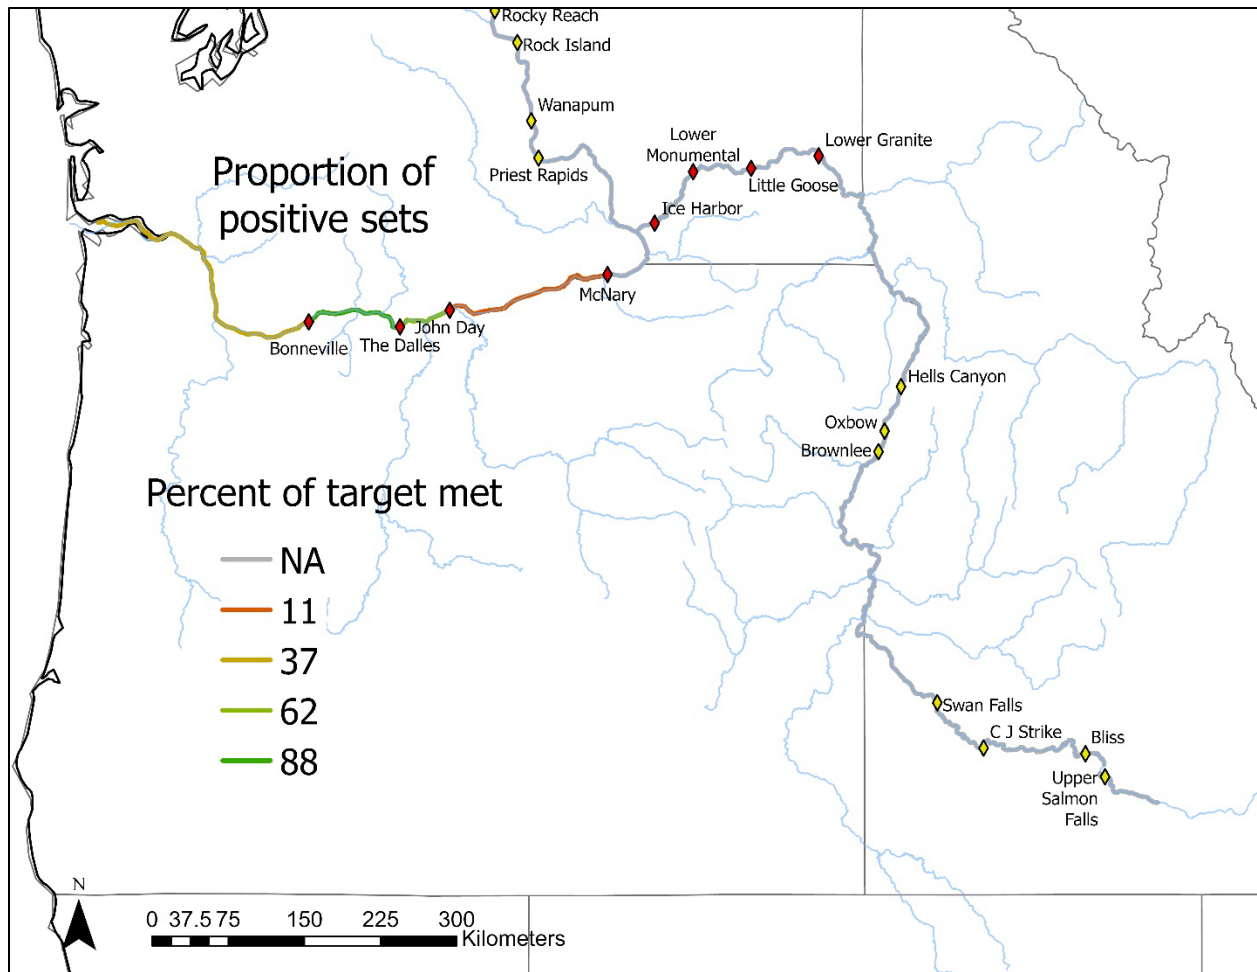 Rocky Reach
Rock Island
Wanapum
Lower
Monumental
Lower Granite
Priest Rapids
Little Goose
Ice Harbor
Proportion of
positive sets
McNary
John Day
Bonneville
The Dalles
Hells Canyon
Oxbow
Brownlee
Percent of target met
NA
11
37
62
88
Swan Falls
C J Strike
Bliss
Upper
Salmon
Falls
N
0 37.5 75 150 225 300
Kilometers